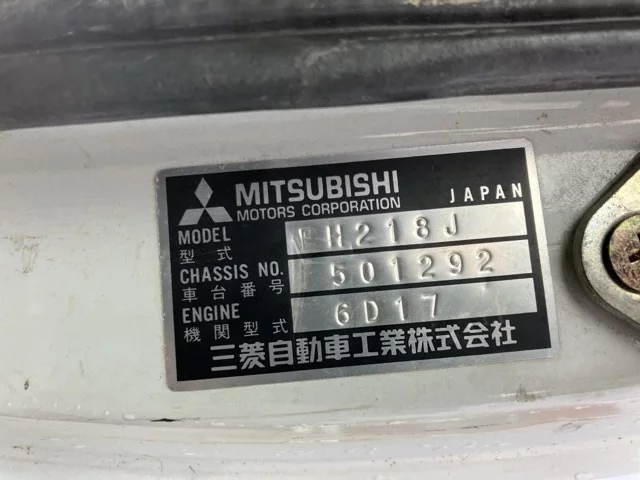 MITSUBISHI JAPAN
MOTORS CORPORATION
MODEL H218J
型式
CHASSIS NO. 501292
車台番号
ENGINE 6D17
機関型式
三菱自動車工業株式会社